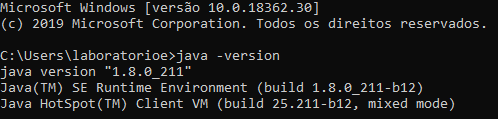 Microsoft Windows [versão 10.0.18362.30]
(c) 2019 Microsoft Corporation. Todos os direitos reservados.
C:\Users\laboratorioe>java -version
java version "1.8.0_211"
Java(TM) SE Runtime Environment (build 1.8.0_211-b12)
Java HotSpot(TM) Client VM (build 25.211-b12, mixed mode)